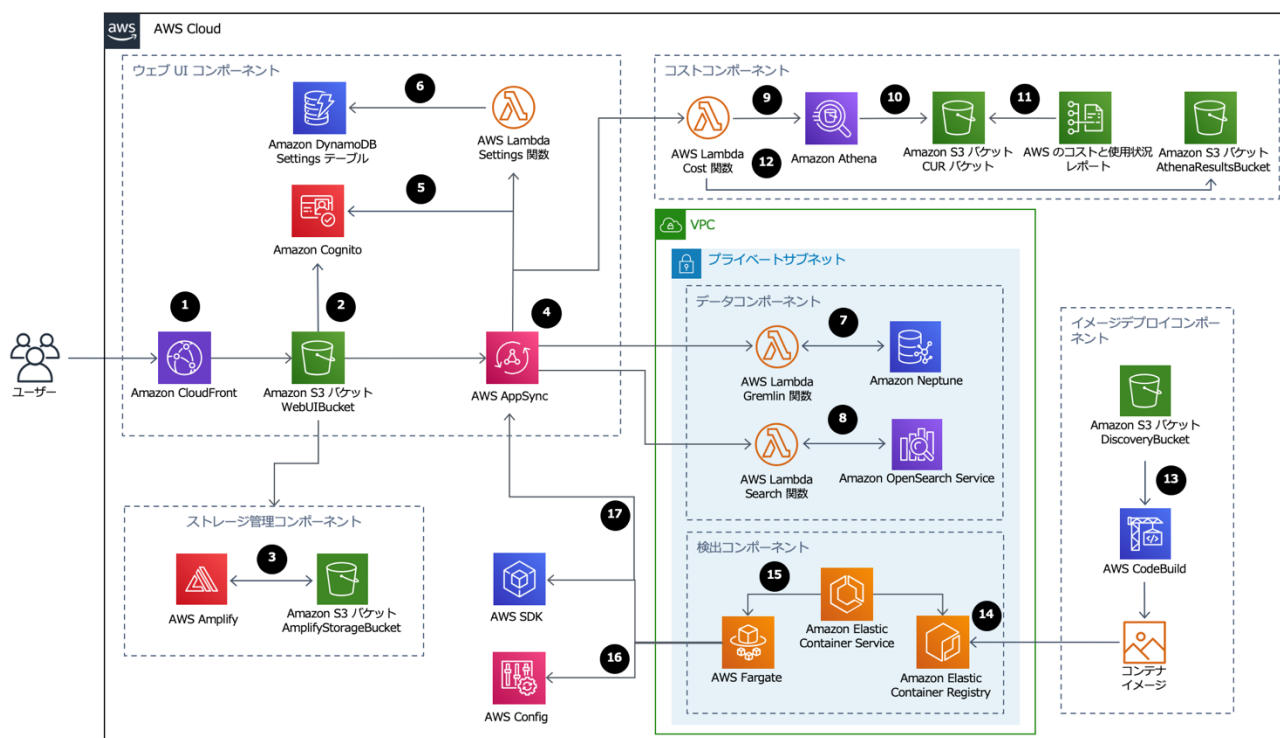 aws
AWS Cloud
ウェブ UI コンポーネント
6
Amazon DynamoDB
Settings テーブル
AWS Lambda
Settings 関数
5
Amazon Cognito
1
2
4
ユーザー
Amazon CloudFront
Amazon S3 バケット
WebUIBucket
AWS AppSync
コストコンポーネント
9
10
11
AWS Lambda
Cost 関数
12
Amazon Athena
Amazon S3 バケット
CUR バケット
AWS のコストと使用状況
レポート
Amazon S3 バケット
AthenaResultsBucket
VPC
プライベートサブネット
データコンポーネント
7
AWS Lambda
Gremlin 関数
Amazon Neptune
8
AWS Lambda
Search 関数
Amazon OpenSearch Service
イメージデプロイコンポー
ネント
Amazon S3 バケット
DiscoveryBucket
13
AWS CodeBuild
コンテナ
イメージ
ストレージ管理コンポーネント
3
AWS Amplify
Amazon S3 バケット
AmplifyStorageBucket
17
AWS SDK
16
AWS Config
検出コンポーネント
15
Amazon Elastic
Container Service
14
AWS Fargate
Amazon Elastic
Container Registry